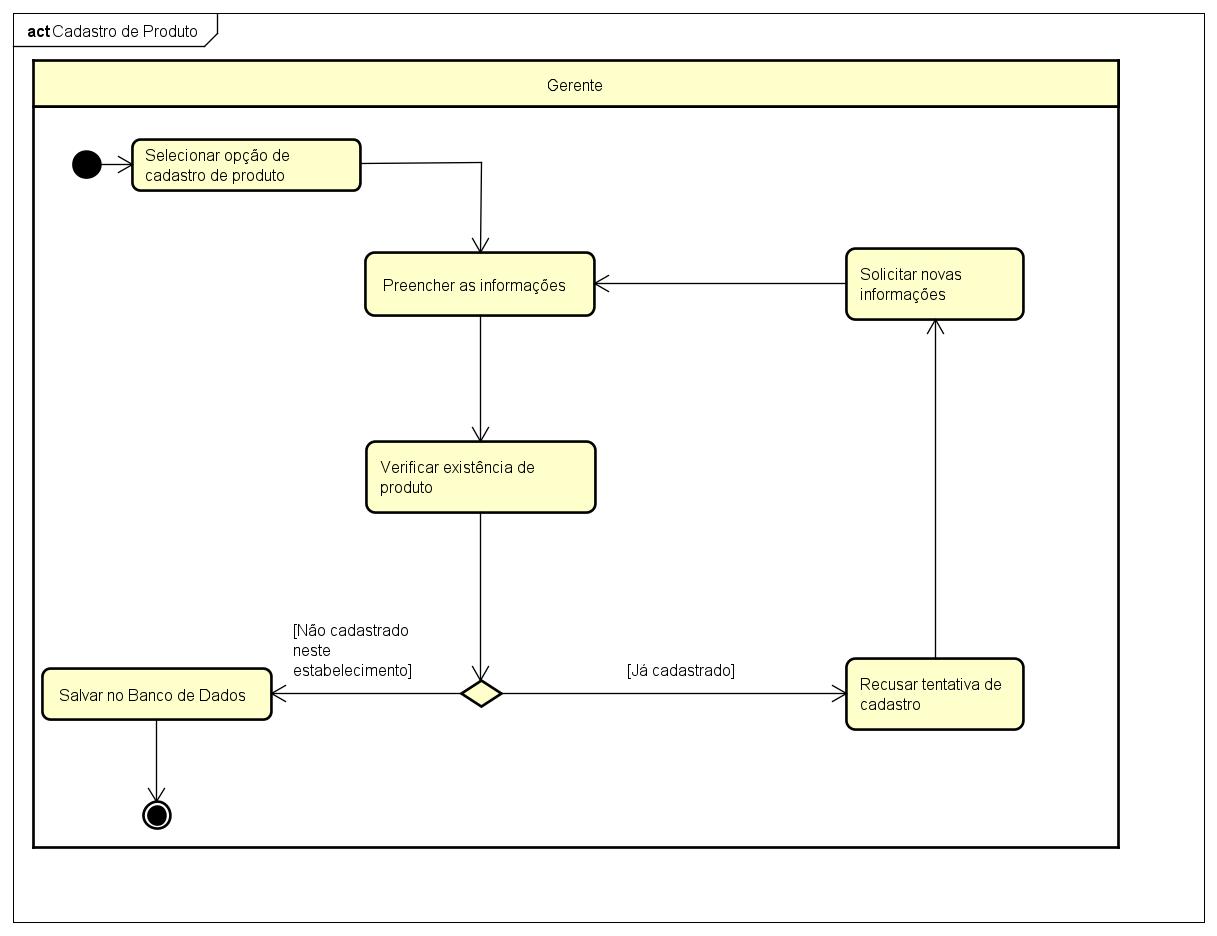 act Cadastro de Produto
Gerente
Selecionar opção de
cadastro de produto
Preencher as informações
Solicitar novas
informações
Verificar existência de
produto
[Não cadastrado
neste
estabelecimento]
[Já cadastrado]
Salvar no Banco de Dados
Recusar tentativa de
cadastro